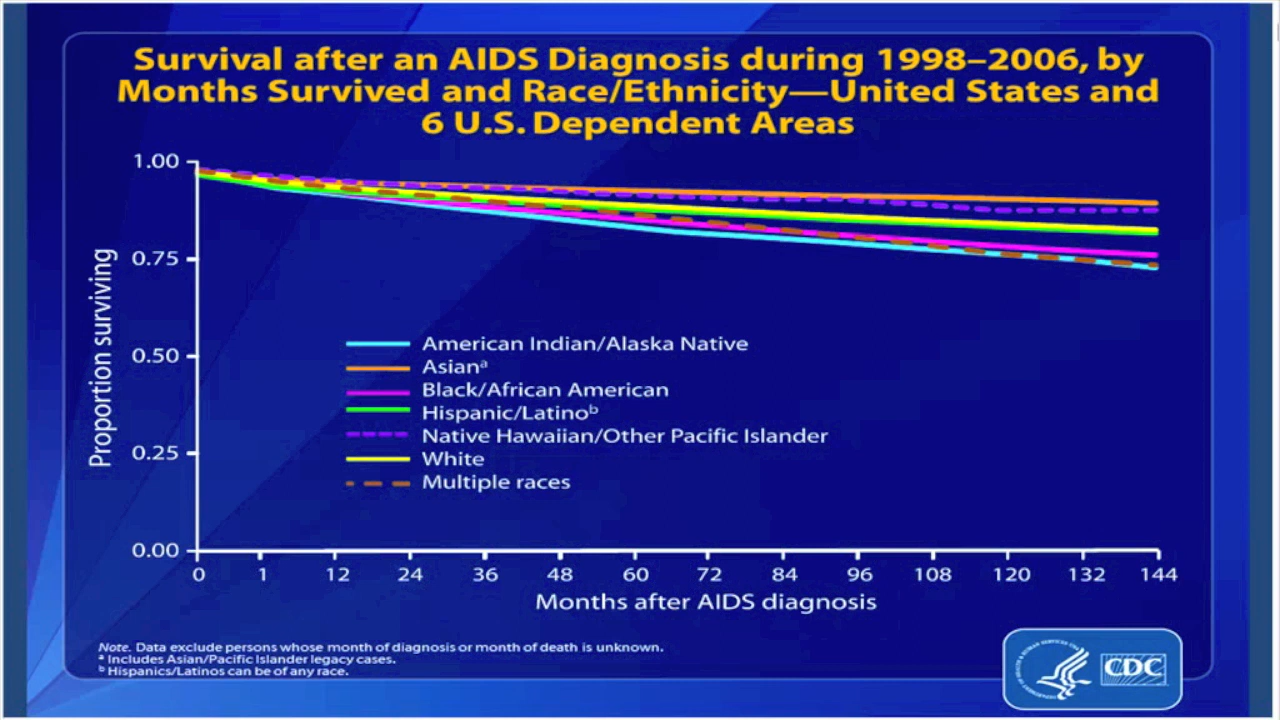 Survival after an AIDS Diagnosis during 1998–2006, by
Months Survived and Race/Ethnicity—United States and
6 U.S. Dependent Areas
1.00
0.75
0.50
0.25
0.00
Proportion surviving
American Indian/Alaska Native
Asianᵃ
Black/African American
Hispanic/Latinoᵇ
Native Hawaiian/Other Pacific Islander
White
Multiple races
0 1 12 24 36 48 60 72 84 96 108 120 132 144
Months after AIDS diagnosis
Note. Data exclude persons whose month of diagnosis or month of death is unknown.
ᵃ Includes Asian/Pacific Islander legacy cases.
ᵇ Hispanics/Latinos can be of any race.
CDC